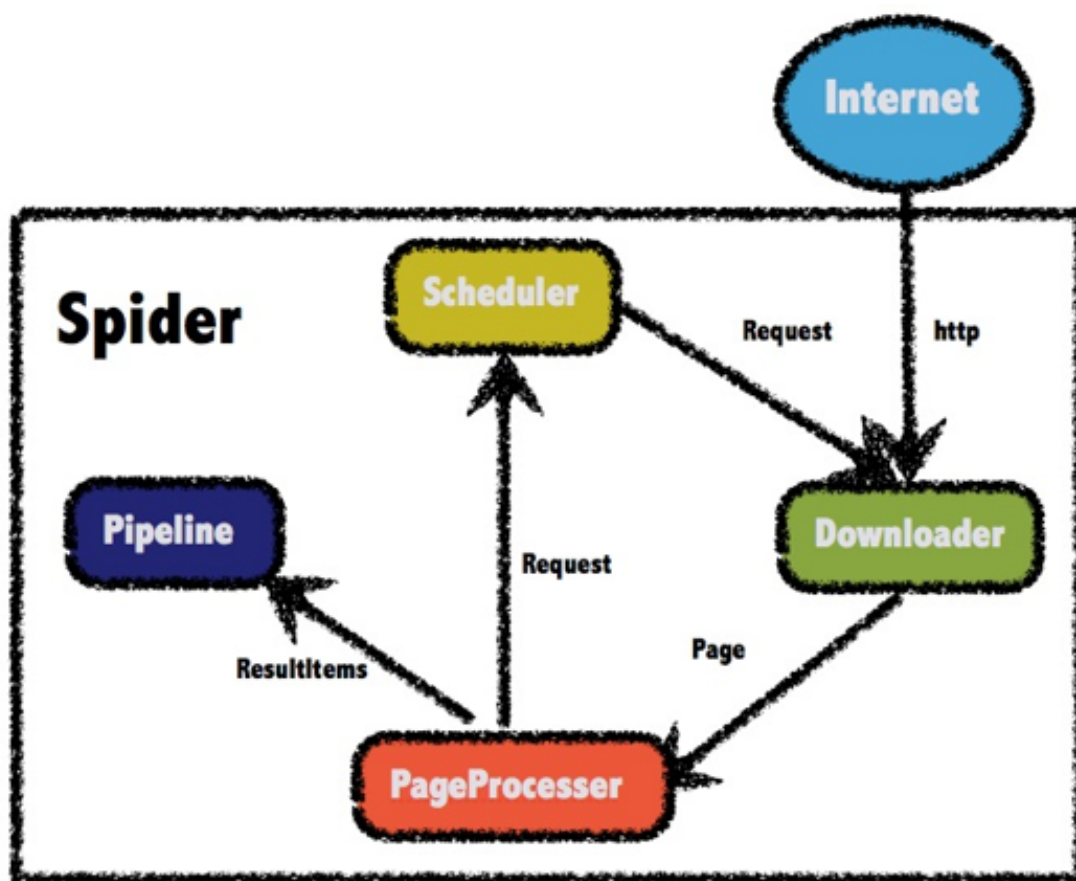 Internet
Spider
Scheduler
Request
http
Pipeline
Downloader
Request
Page
ResultItems
PageProcesser